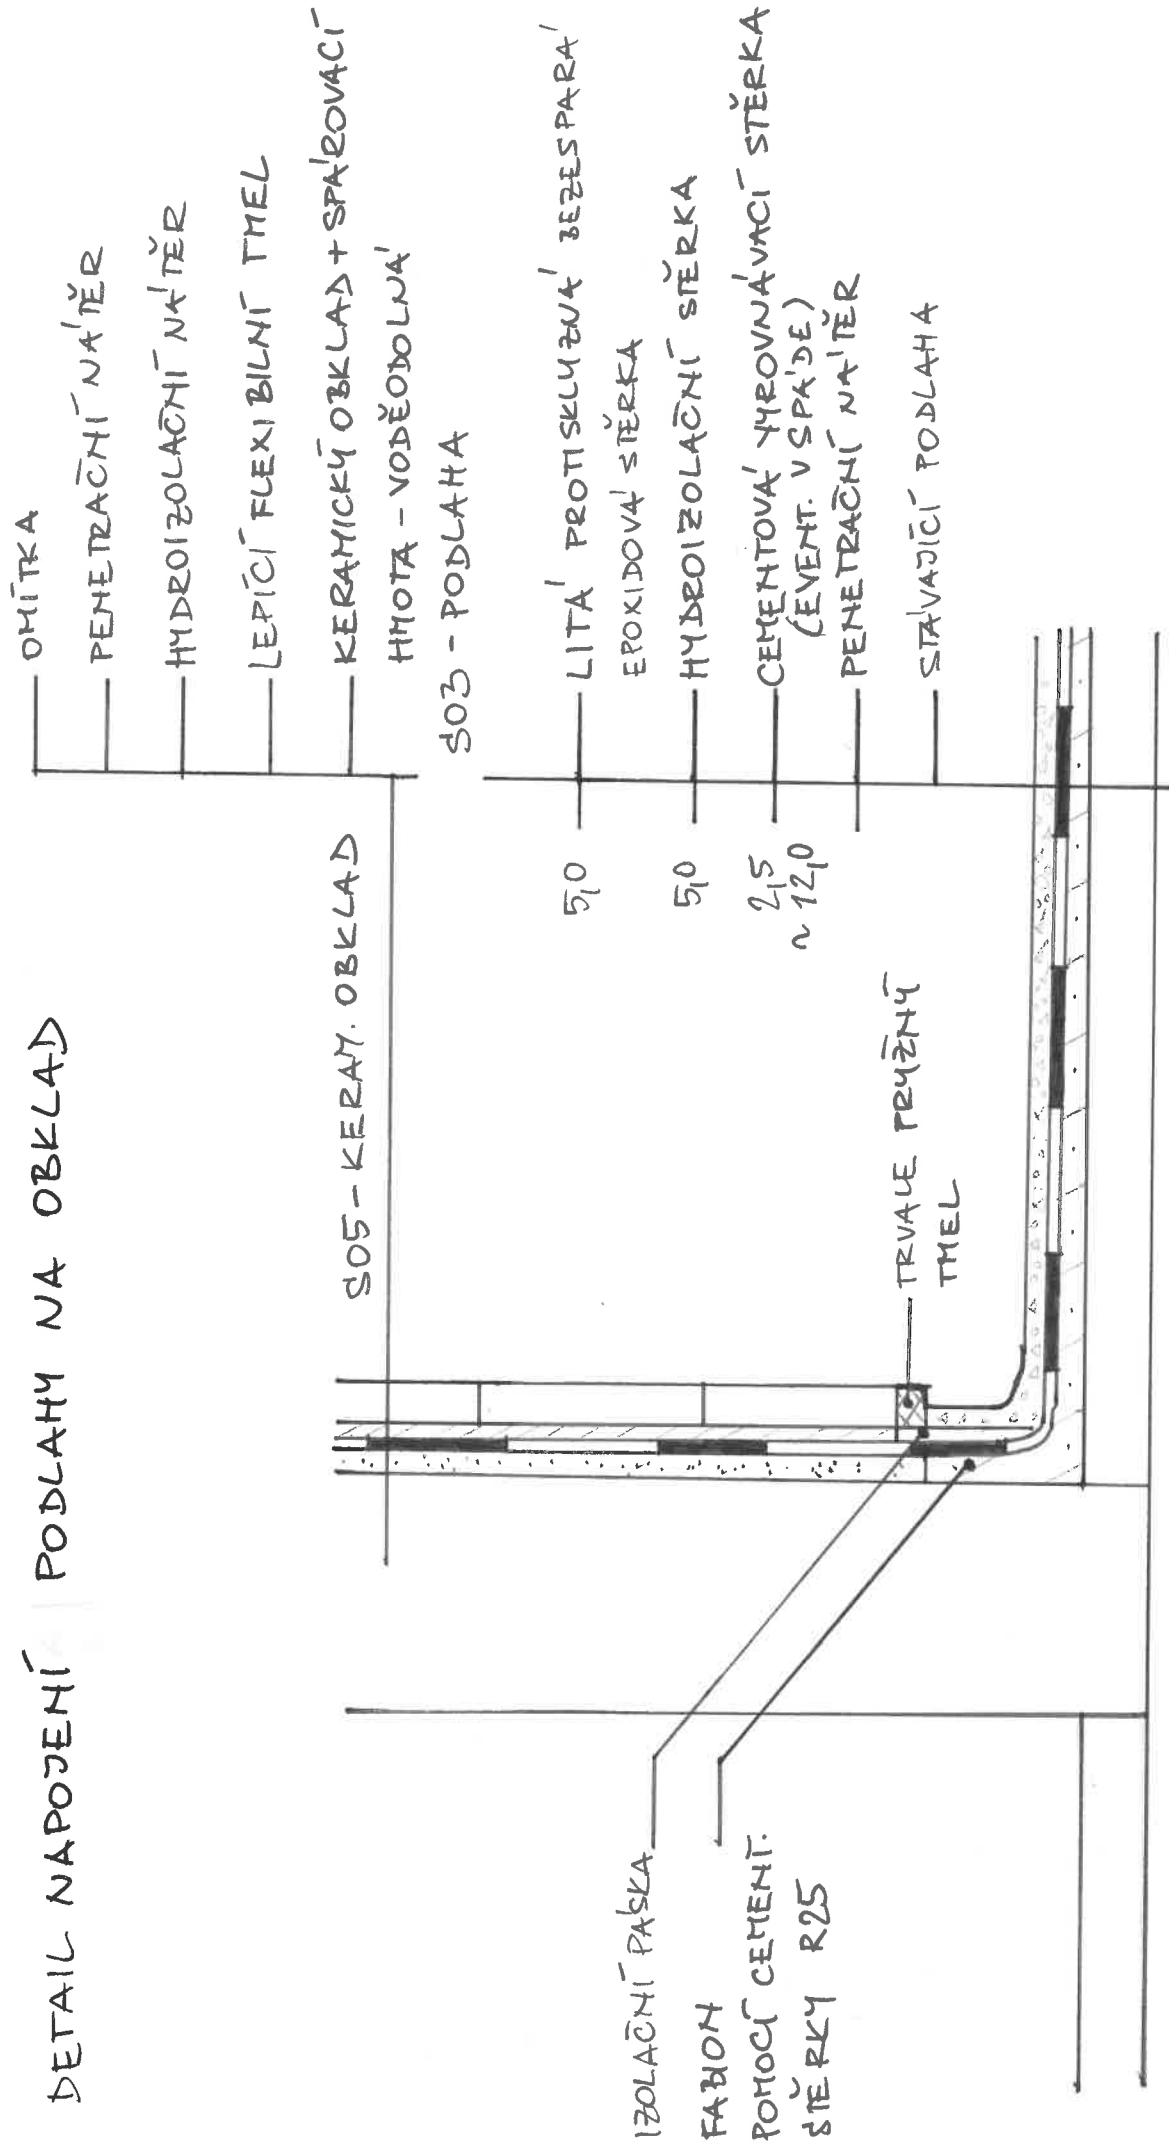 DETAIL NAPOJENÍ PODLAHY NA OBKLAD
S05 - KERAM. OBKLAD
OMÍTKA
PENETRAČNÍ NÁTĚR
HYDROIZOLAČNÍ NÁTĚR
LEPÍCÍ FLEXIBILNÍ TMEL
KERAMICKÝ OBKLAD + SPÁROVACÍ
HMOTA - VODĚODOLNÁ
S03 - PODLAHA
5,0 LITÁ PROTISKLUZNÁ BEZESPARÁ
EPOXIDOVÁ STĚRKA
5,0 HYDROIZOLAČNÍ STĚRKA
2,5 CEMENTOVÁ VYROVNÁVACÍ STĚRKA
~ 12,0 (EVENT. V SPÁDE)
PENETRAČNÍ NÁTĚR
STÁVAJÍCÍ PODLAHA
TRVALE PRYŽNÝ
TMEL
IZOLAČNÍ PÁSKA
FABION
POMOCÍ CEMENT.
STĚRKY R25